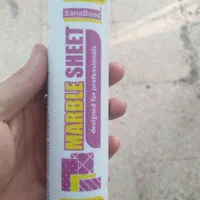 SanaBond
MARBLE SHEET
designed for professionals